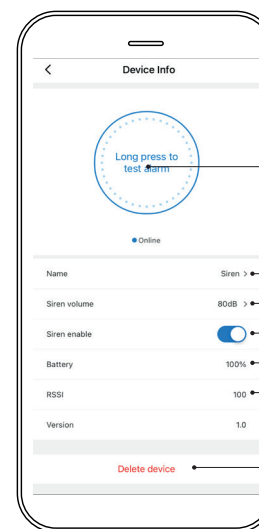 Device Info
Long press to
test alarm
Online
Name Siren >
Siren volume 80dB >
Siren enable
Battery 100%
RSSI 100
Version 1.0
Delete device